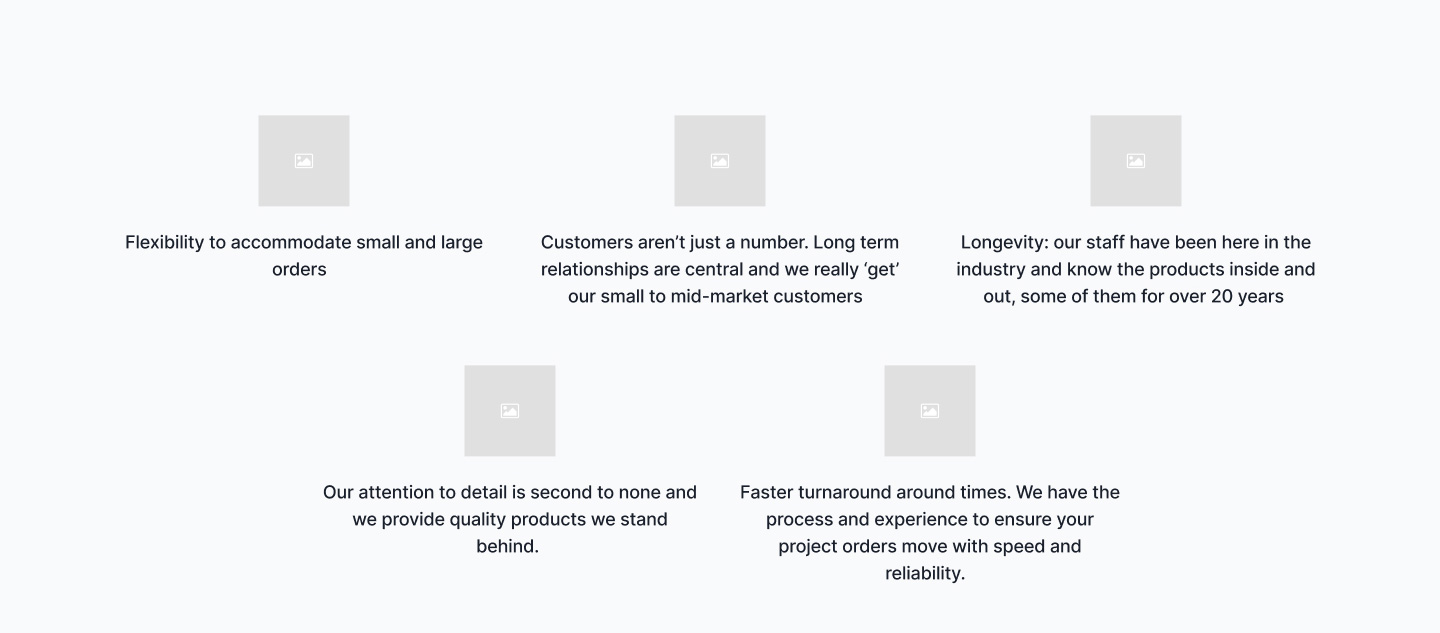 Flexibility to accommodate small and large
orders
Customers aren’t just a number. Long term
relationships are central and we really ‘get’
our small to mid-market customers
Longevity: our staff have been here in the
industry and know the products inside and
out, some of them for over 20 years
Our attention to detail is second to none and
we provide quality products we stand
behind.
Faster turnaround around times. We have the
process and experience to ensure your
project orders move with speed and
reliability.